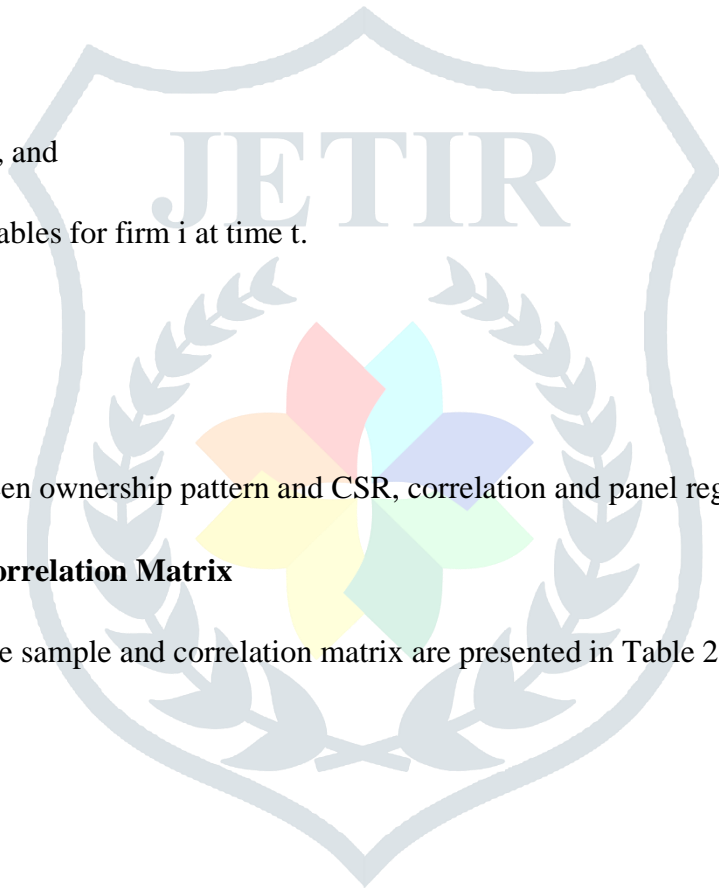 JETIR
, and
ables for firm i at time t.
en ownership pattern and CSR, correlation and panel reg
orrelation Matrix
e sample and correlation matrix are presented in Table 2